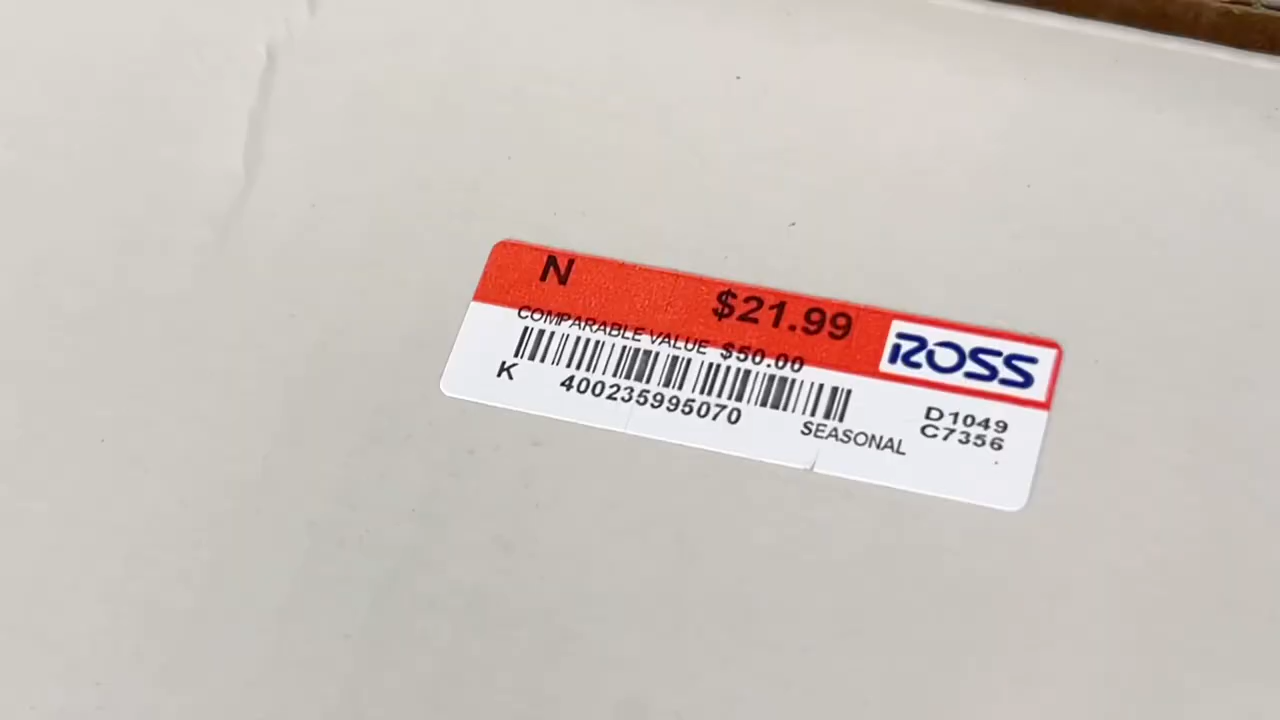 N
$21.99
COMPARABLE VALUE $50.00
ROSS
K 400235995070
SEASONAL
D1049
C7356